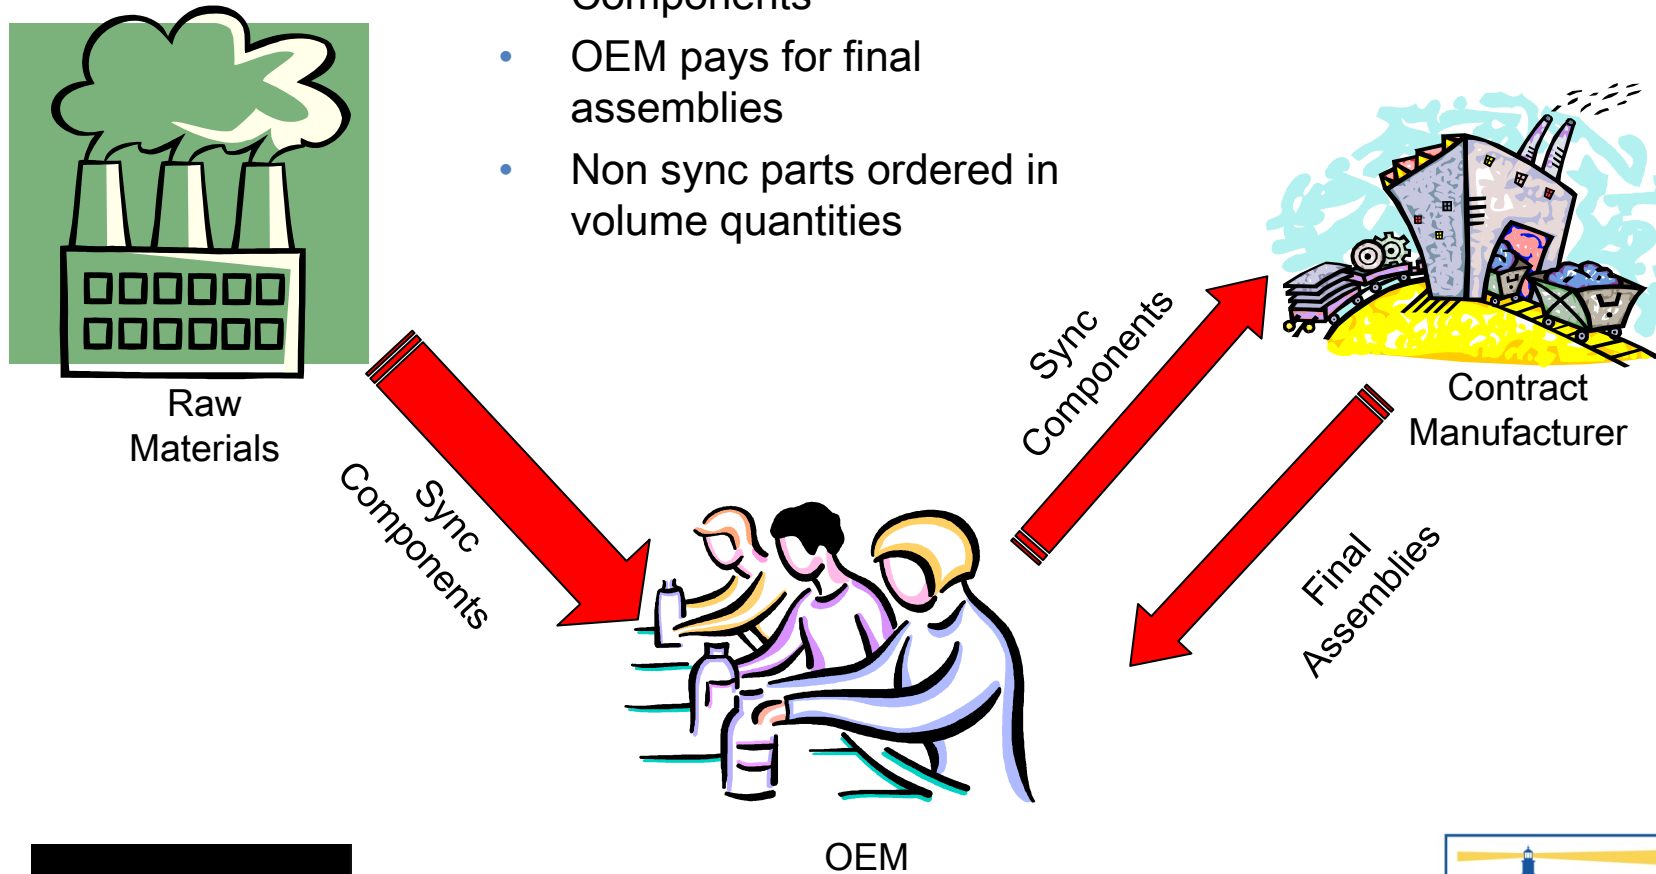 Components
• OEM pays for final
assemblies
• Non sync parts ordered in
volume quantities
Sync
Components
Contract
Manufacturer
Raw
Materials
Sync
Components
Final
Assemblies
OEM